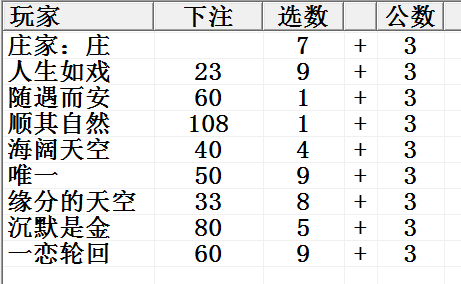 玩家 下注 选数 公数
庄家：庄 7 + 3
人生如戏 23 9 + 3
随遇而安 60 1 + 3
顺其自然 108 1 + 3
海阔天空 40 4 + 3
唯一 50 9 + 3
缘分的天空 33 8 + 3
沉默是金 80 5 + 3
一恋轮回 60 9 + 3